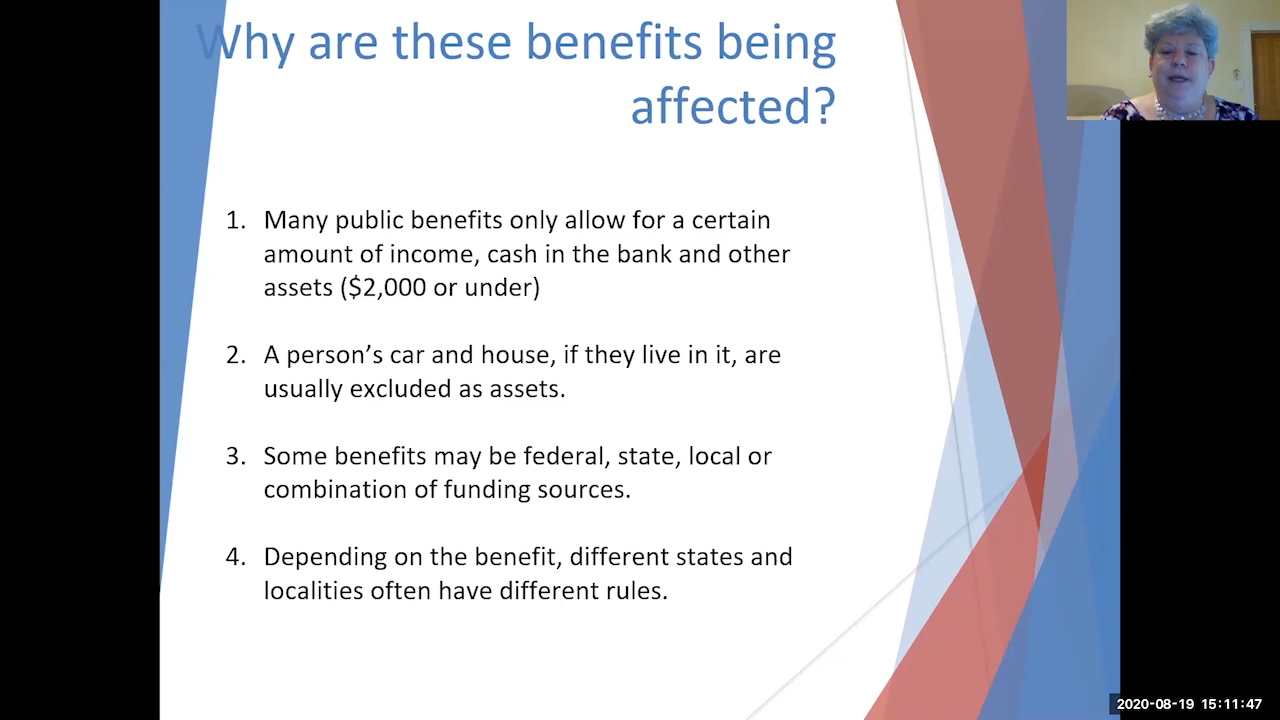 Why are these benefits being
affected?
1. Many public benefits only allow for a certain
amount of income, cash in the bank and other
assets ($2,000 or under)
2. A person’s car and house, if they live in it, are
usually excluded as assets.
3. Some benefits may be federal, state, local or
combination of funding sources.
4. Depending on the benefit, different states and
localities often have different rules.
2020-08-19 15:11:47